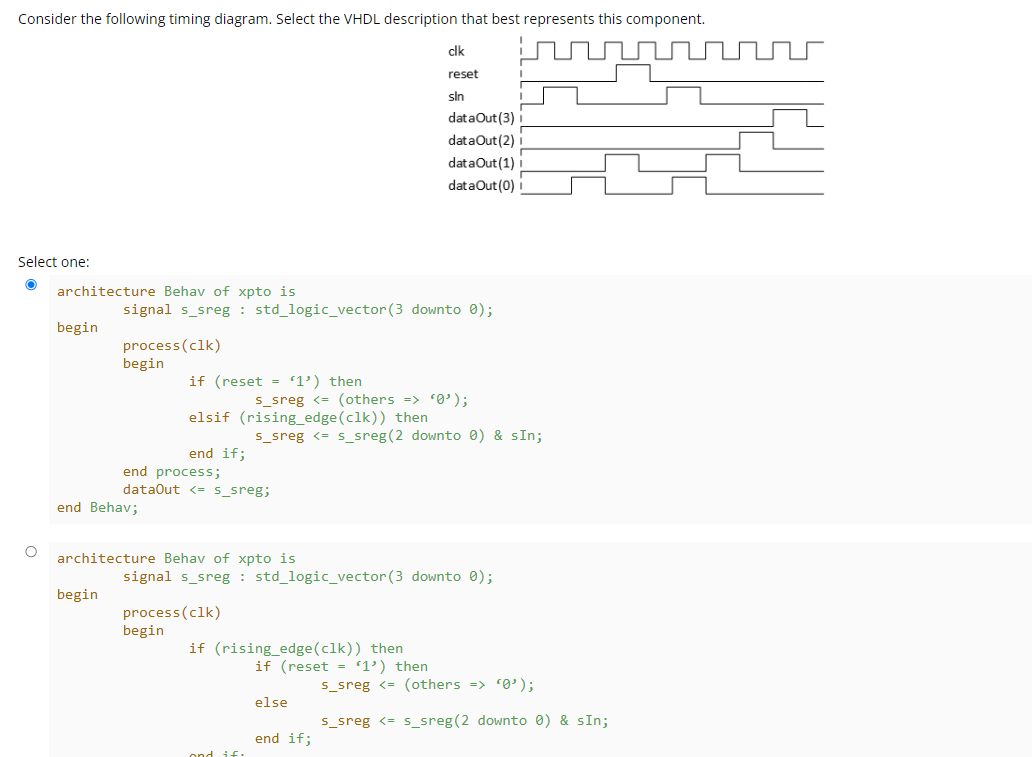 Consider the following timing diagram. Select the VHDL description that best represents this component.
clk
reset
sIn
dataOut(3)
dataOut(2)
dataOut(1)
dataOut(0)
Select one:
architecture Behav of xpto is
signal s_sreg : std_logic_vector(3 downto 0);
begin
process(clk)
begin
if (reset = ‘1’) then
s_sreg <= (others => ‘0’);
elsif (rising_edge(clk)) then
s_sreg <= s_sreg(2 downto 0) & sIn;
end if;
end process;
dataOut <= s_sreg;
end Behav;
architecture Behav of xpto is
signal s_sreg : std_logic_vector(3 downto 0);
begin
process(clk)
begin
if (rising_edge(clk)) then
if (reset = ‘1’) then
s_sreg <= (others => ‘0’);
else
s_sreg <= s_sreg(2 downto 0) & sIn;
end if;
end if;